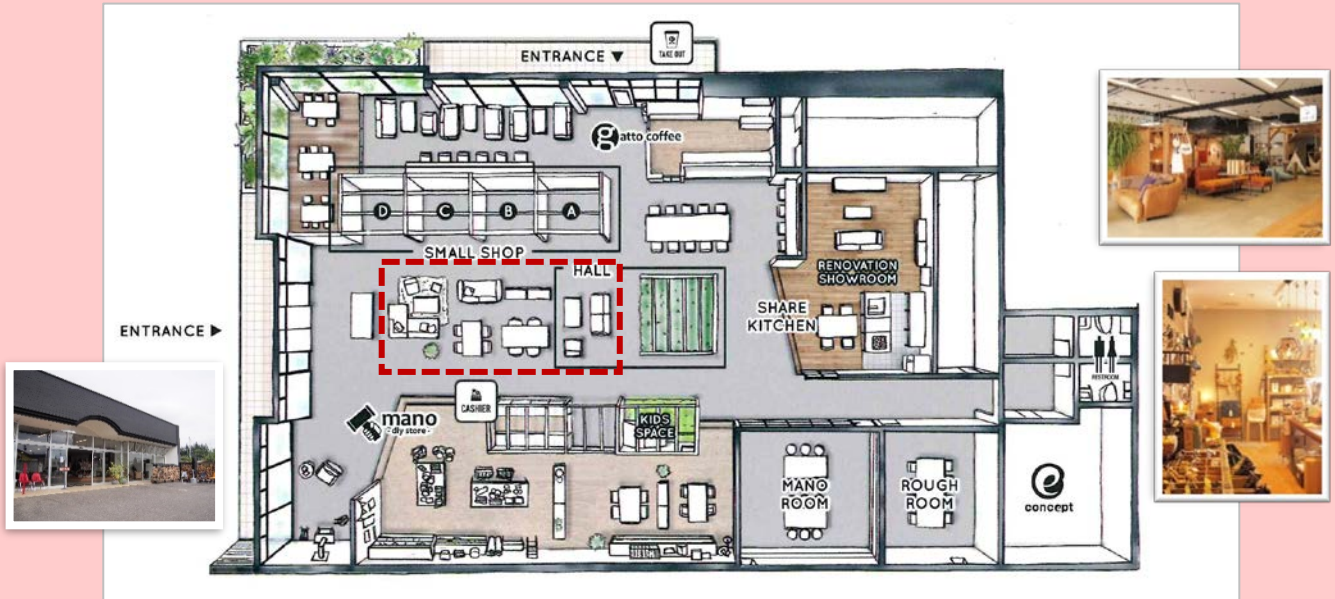 ENTRANCE ▼
TAKE OUT
gatto coffee
D
C
B
A
SMALL SHOP
HALL
RENOVATION
SHOWROOM
SHARE
KITCHEN
ENTRANCE ▶
RESTROOM
CASHIER
mano
- diy store -
KIDS
SPACE
MANO
ROOM
ROUGH
ROOM
e
concept